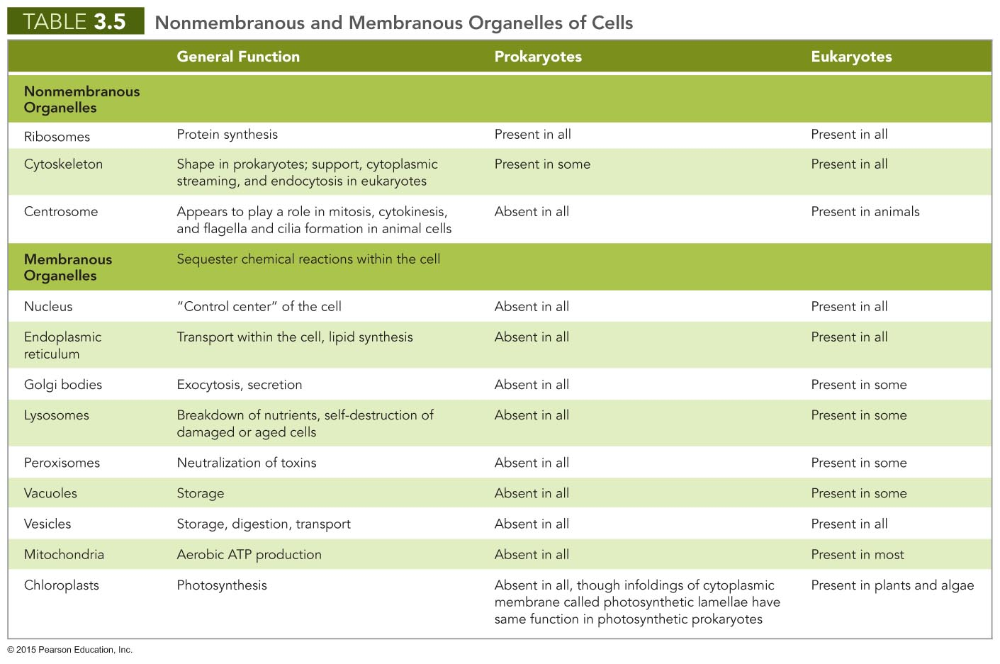 TABLE 3.5 Nonmembranous and Membranous Organelles of Cells
General Function Prokaryotes Eukaryotes
Nonmembranous
Organelles
Ribosomes Protein synthesis Present in all Present in all
Cytoskeleton Shape in prokaryotes; support, cytoplasmic Present in some Present in all
streaming, and endocytosis in eukaryotes
Centrosome Appears to play a role in mitosis, cytokinesis, Absent in all Present in animals
and flagella and cilia formation in animal cells
Membranous Sequester chemical reactions within the cell
Organelles
Nucleus “Control center” of the cell Absent in all Present in all
Endoplasmic Transport within the cell, lipid synthesis Absent in all Present in all
reticulum
Golgi bodies Exocytosis, secretion Absent in all Present in some
Lysosomes Breakdown of nutrients, self-destruction of Absent in all Present in some
damaged or aged cells
Peroxisomes Neutralization of toxins Absent in all Present in some
Vacuoles Storage Absent in all Present in some
Vesicles Storage, digestion, transport Absent in all Present in all
Mitochondria Aerobic ATP production Absent in all Present in most
Chloroplasts Photosynthesis Absent in all, though infoldings of cytoplasmic Present in plants and algae
membrane called photosynthetic lamellae have
same function in photosynthetic prokaryotes
© 2015 Pearson Education, Inc.